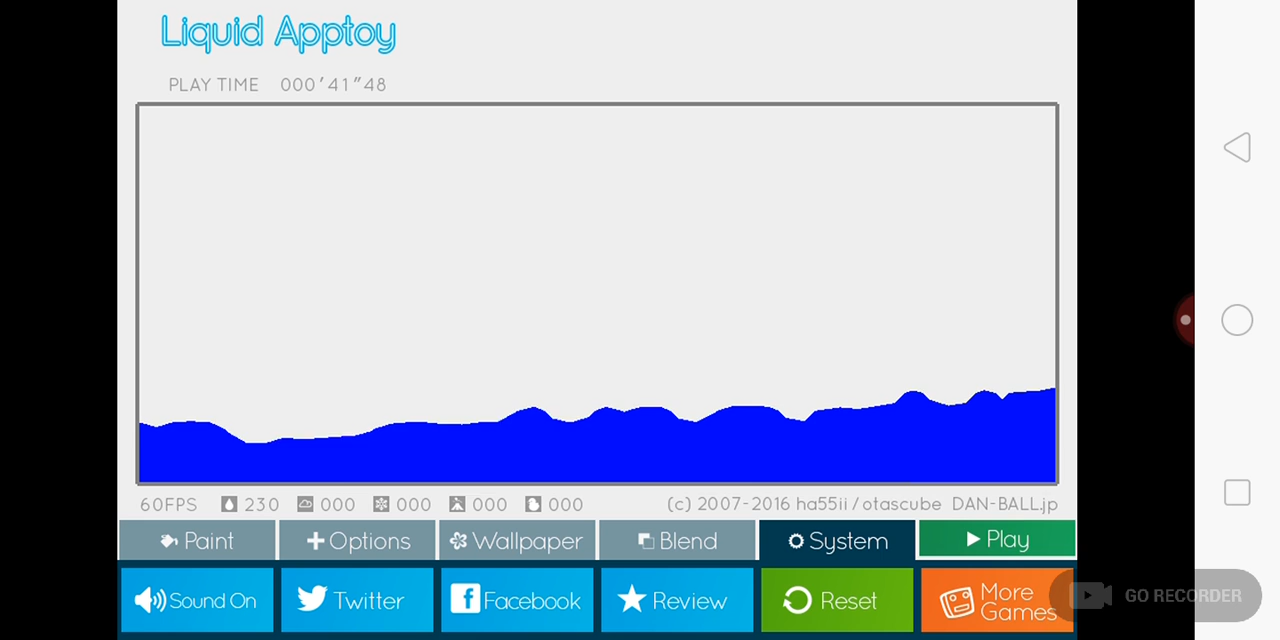 Liquid Apptoy
PLAY TIME 000′41″48
60FPS 230 000 000 000 000 (c) 2007-2016 ha55ii/otascube DAN-BALL.jp
Paint Options Wallpaper Blend System Play
Sound On Twitter Facebook Review Reset More Games
GO RECORDER